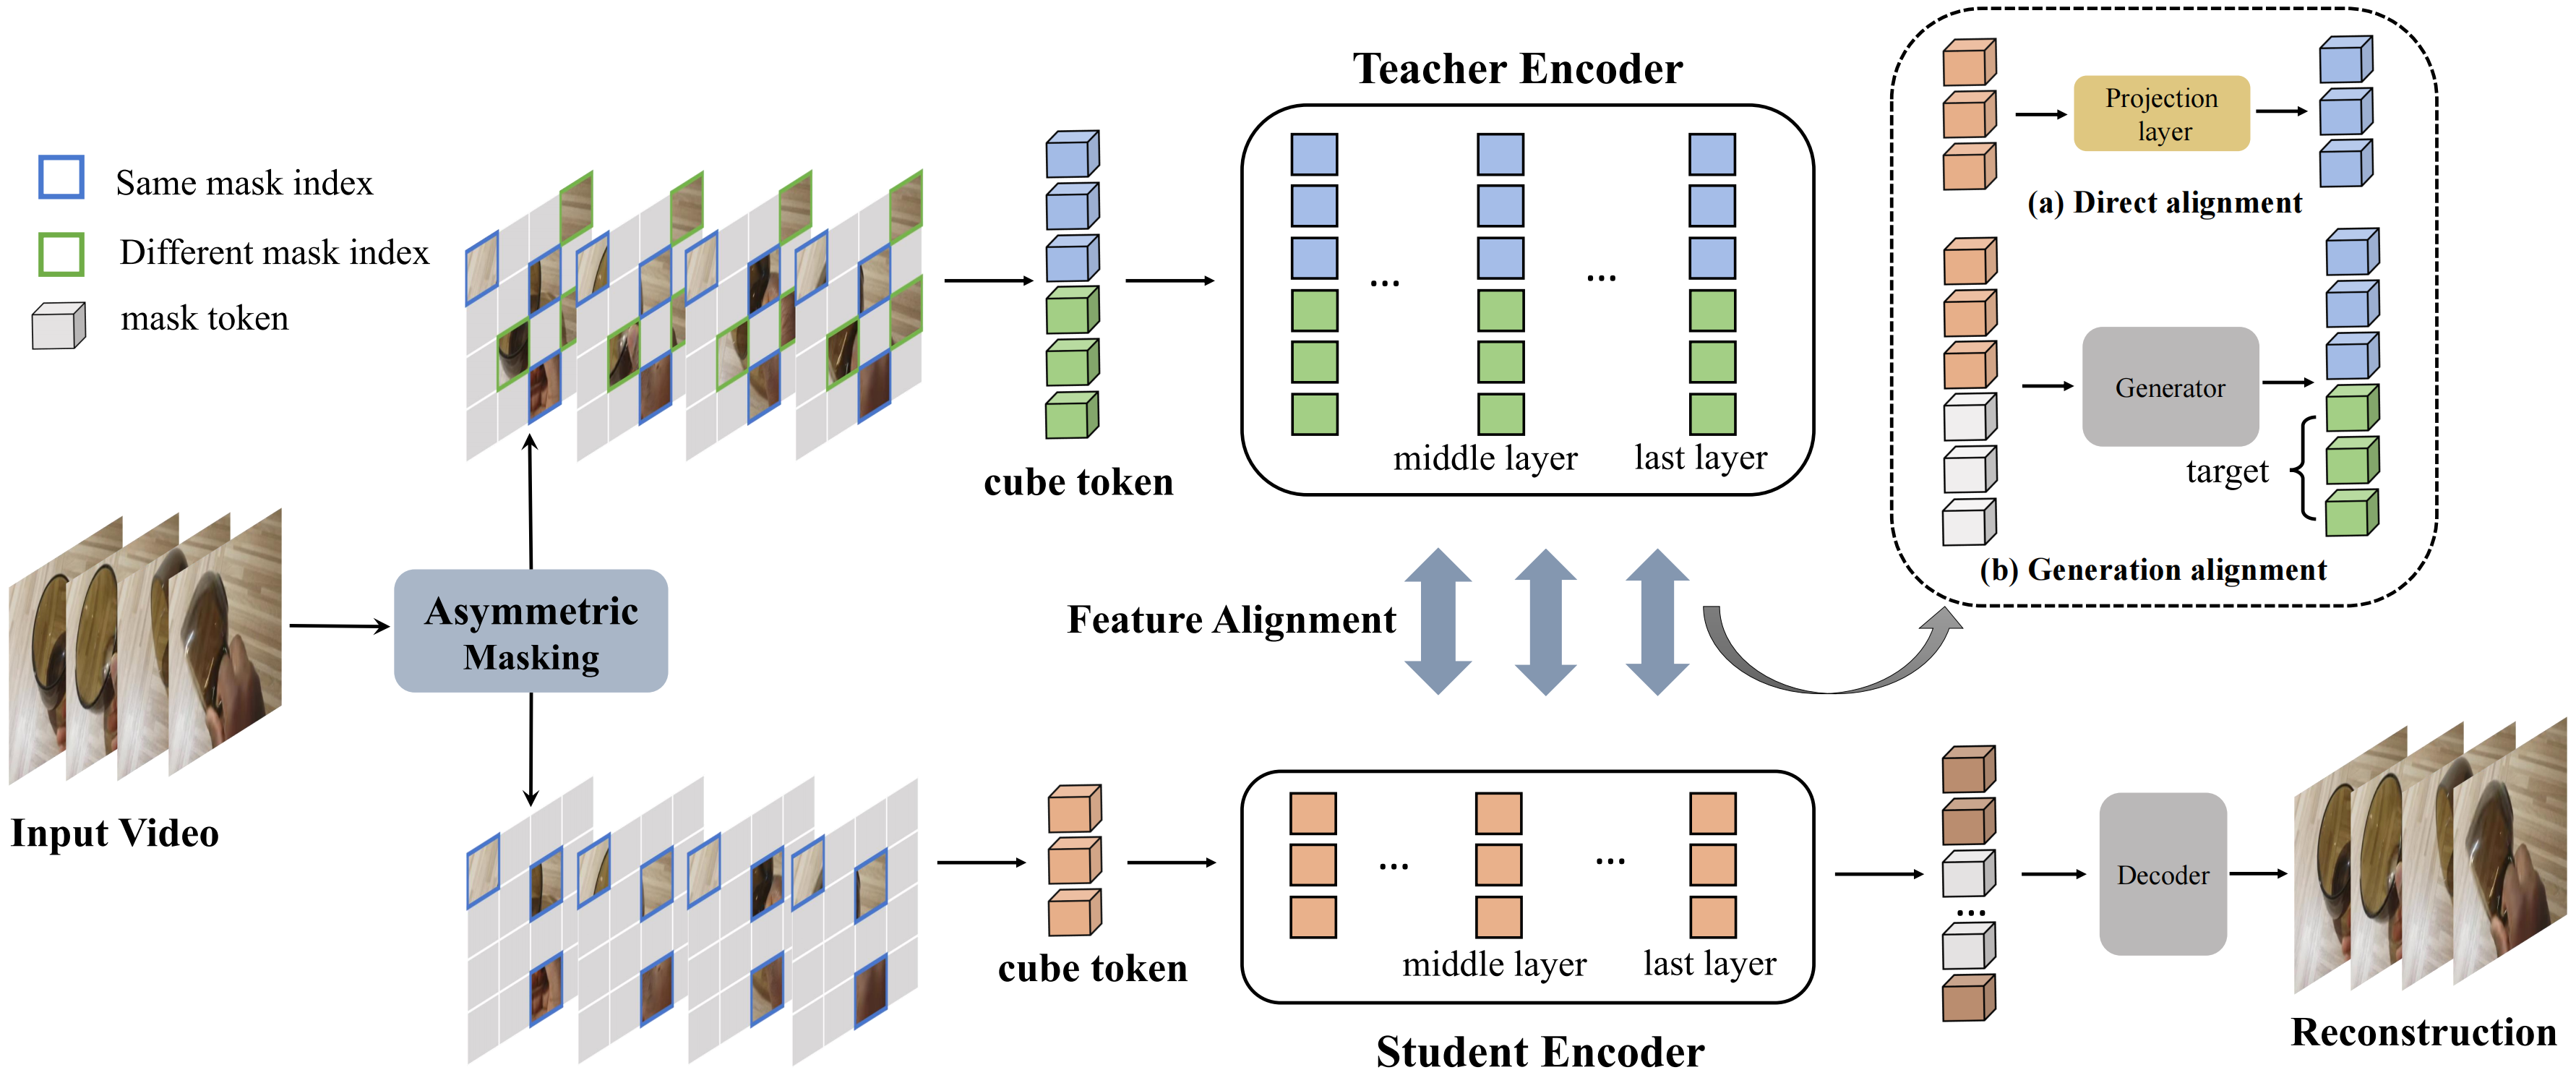 Same mask index
Different mask index
mask token
Input Video
Asymmetric
Masking
cube token
Teacher Encoder
...
...
middle layer
last layer
Feature Alignment
Projection
layer
(a) Direct alignment
Generator
target
(b) Generation alignment
cube token
...
...
middle layer
last layer
Student Encoder
...
Decoder
Reconstruction